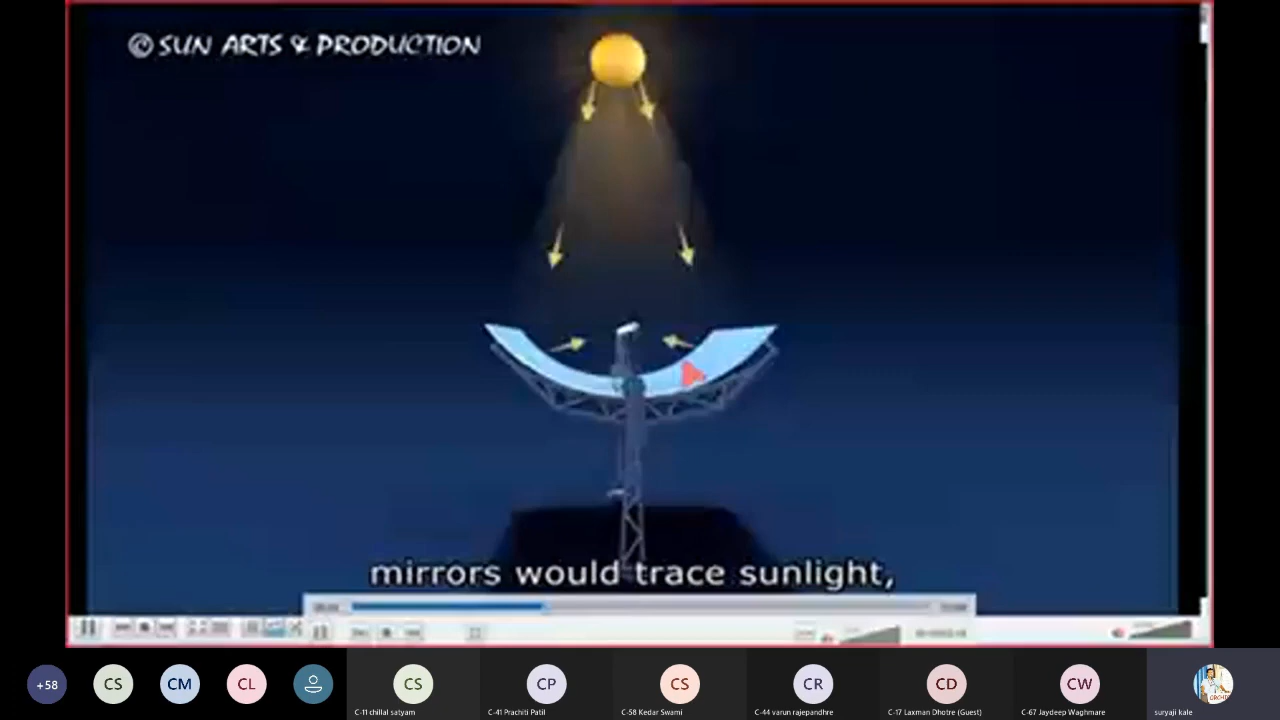 © SUN ARTS & PRODUCTION
mirrors would trace sunlight,
+58
CS
CM
CL
CS
C-11 chillal satyam
CP
C-41 Prachiti Patil
CS
C-58 Kedar Swami
CR
C-44 varun rajepandhre
CD
C-17 Laxman Dhotre (Guest)
CW
C-67 Jaydeep Waghmare
suryaji kale